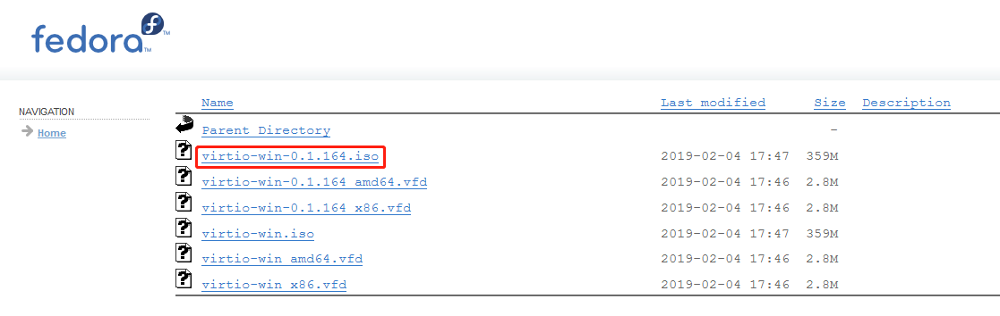 fedora™
NAVIGATION
Home
Name Last modified Size Description
Parent Directory -
virtio-win-0.1.164.iso 2019-02-04 17:47 359M
virtio-win-0.1.164_amd64.vfd 2019-02-04 17:46 2.8M
virtio-win-0.1.164_x86.vfd 2019-02-04 17:46 2.8M
virtio-win.iso 2019-02-04 17:47 359M
virtio-win_amd64.vfd 2019-02-04 17:46 2.8M
virtio-win_x86.vfd 2019-02-04 17:46 2.8M